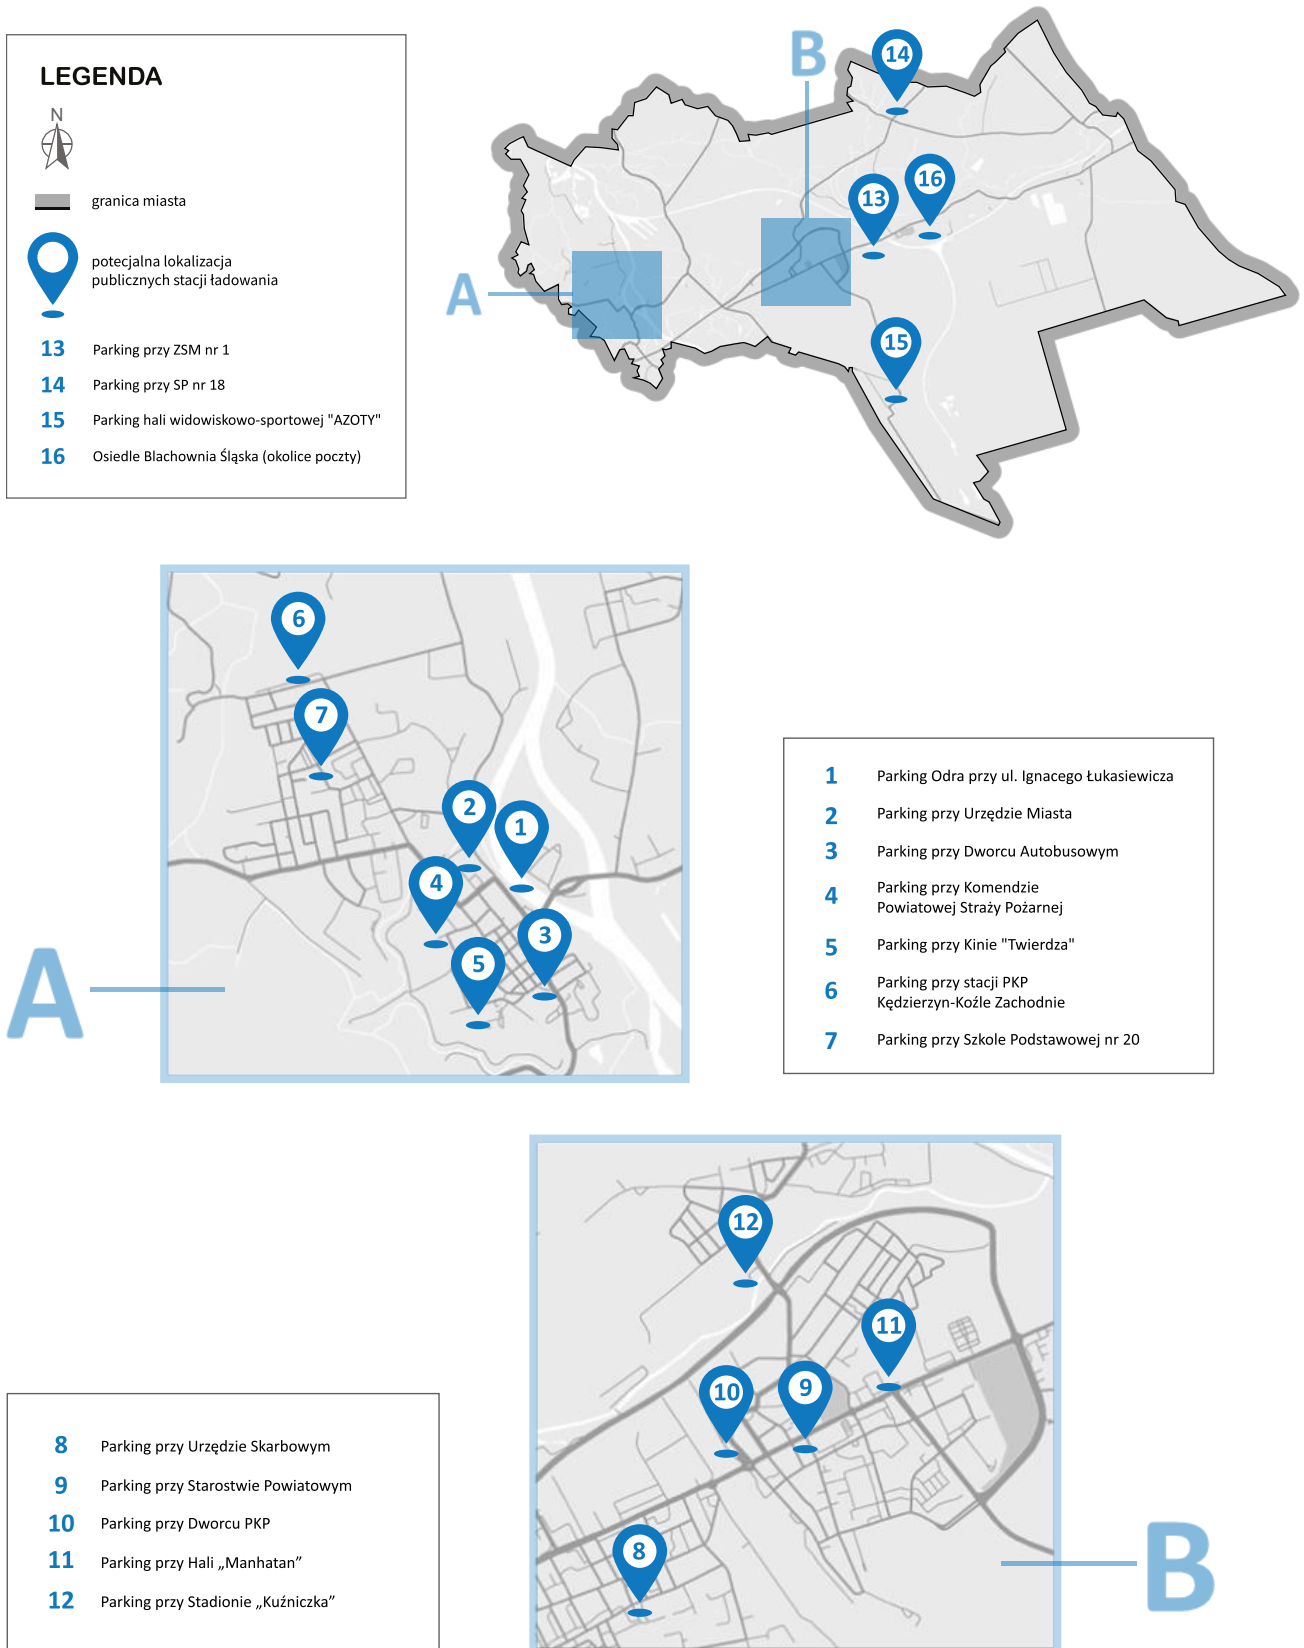 LEGENDA
N
granica miasta
potecjalna lokalizacja
publicznych stacji ładowania
13 Parking przy ZSM nr 1
14 Parking przy SP nr 18
15 Parking hali widowiskowo-sportowej "AZOTY"
16 Osiedle Blachownia Śląska (okolice poczty)
B
14
16
13
A
15
6
7
2
1
4
3
5
A
1 Parking Odra przy ul. Ignacego Łukasiewicza
2 Parking przy Urzędzie Miasta
3 Parking przy Dworcu Autobusowym
4 Parking przy Komendzie
Powiatowej Straży Pożarnej
5 Parking przy Kinie "Twierdza"
6 Parking przy stacji PKP
Kędzierzyn-Koźle Zachodnie
7 Parking przy Szkole Podstawowej nr 20
12
11
10
9
8
B
8 Parking przy Urzędzie Skarbowym
9 Parking przy Starostwie Powiatowym
10 Parking przy Dworcu PKP
11 Parking przy Hali „Manhatan”
12 Parking przy Stadionie „Kuźniczka”